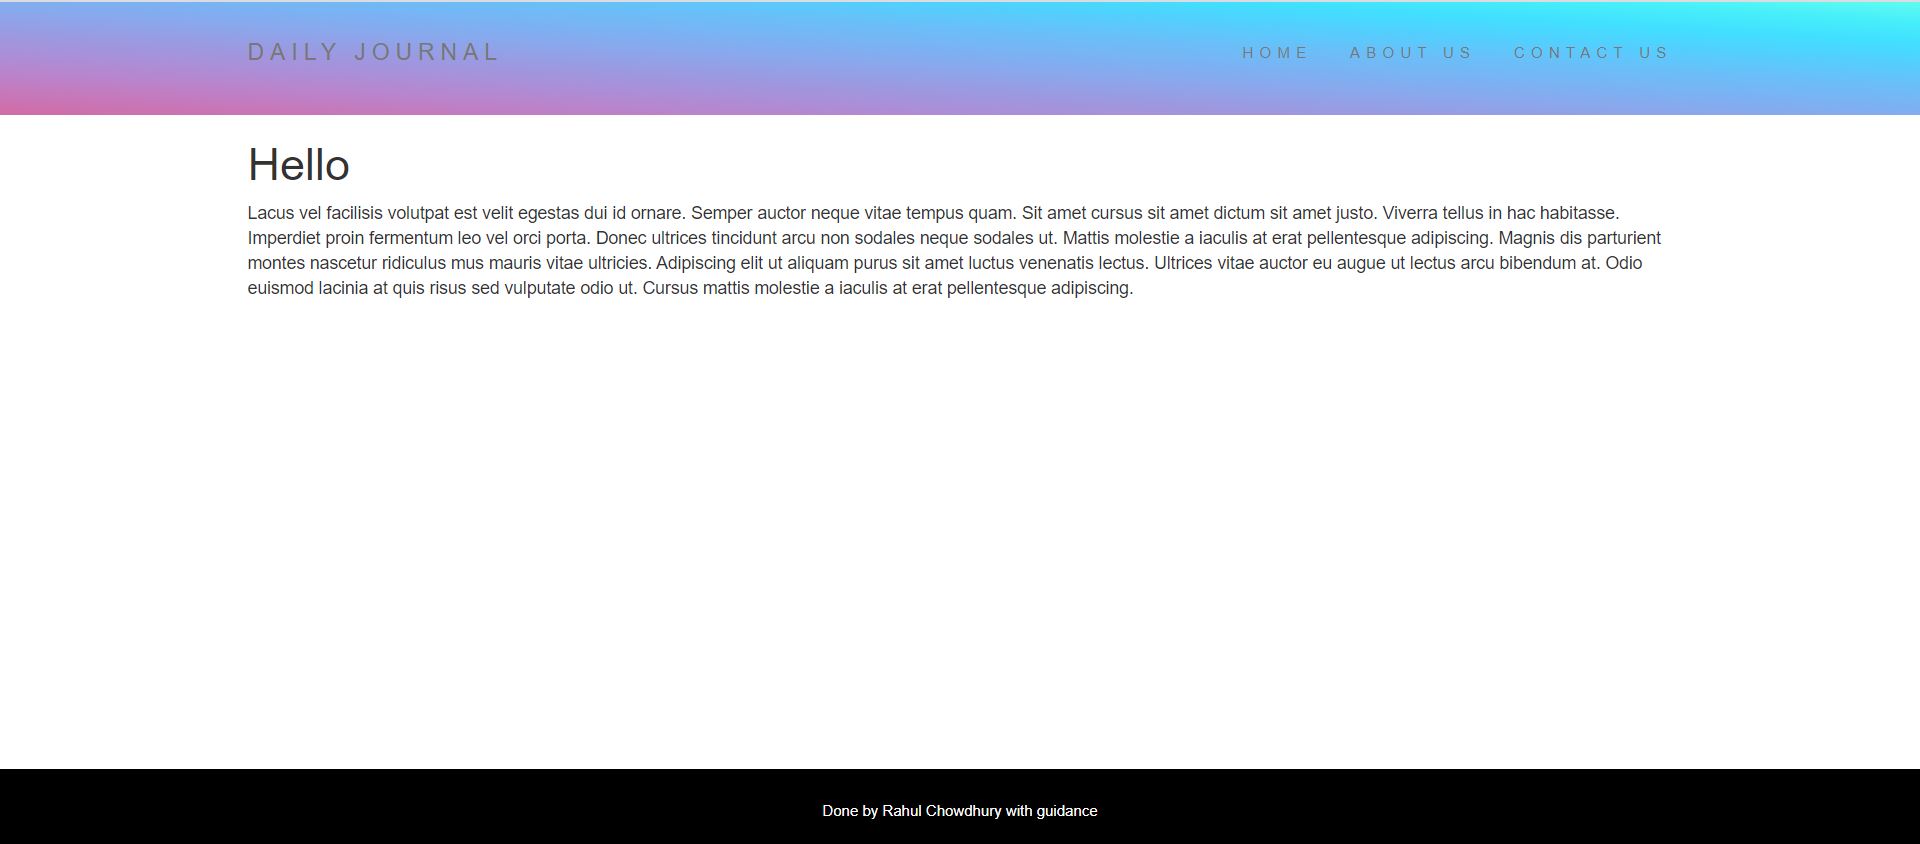 DAILY JOURNAL
HOME ABOUT US CONTACT US
Hello
Lacus vel facilisis volutpat est velit egestas dui id ornare. Semper auctor neque vitae tempus quam. Sit amet cursus sit amet dictum sit amet justo. Viverra tellus in hac habitasse.
Imperdiet proin fermentum leo vel orci porta. Donec ultrices tincidunt arcu non sodales neque sodales ut. Mattis molestie a iaculis at erat pellentesque adipiscing. Magnis dis parturient
montes nascetur ridiculus mus mauris vitae ultricies. Adipiscing elit ut aliquam purus sit amet luctus venenatis lectus. Ultrices vitae auctor eu augue ut lectus arcu bibendum at. Odio
euismod lacinia at quis risus sed vulputate odio ut. Cursus mattis molestie a iaculis at erat pellentesque adipiscing.
Done by Rahul Chowdhury with guidance